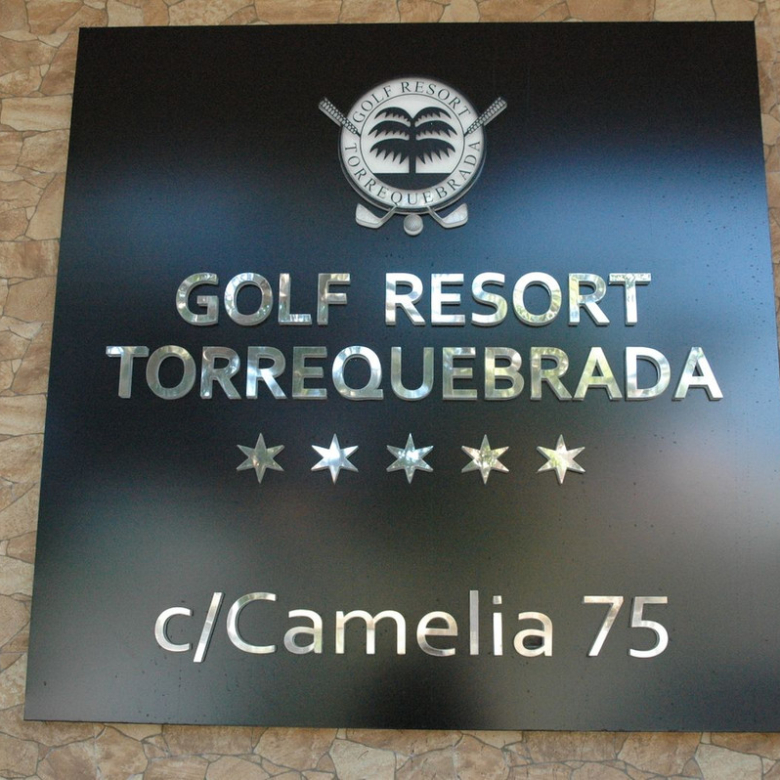 GOLF RESORT
TORREQUEBRADA
GOLF RESORT
TORREQUEBRADA
c/Camelia 75